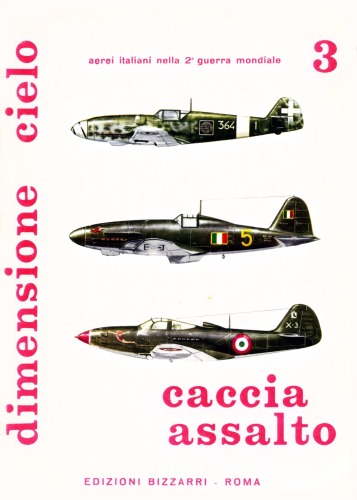 aerei italiani nella 2ª guerra mondiale
3
dimensione cielo
364
I
5
X-3
caccia
assalto
EDIZIONI BIZZARRI - ROMA